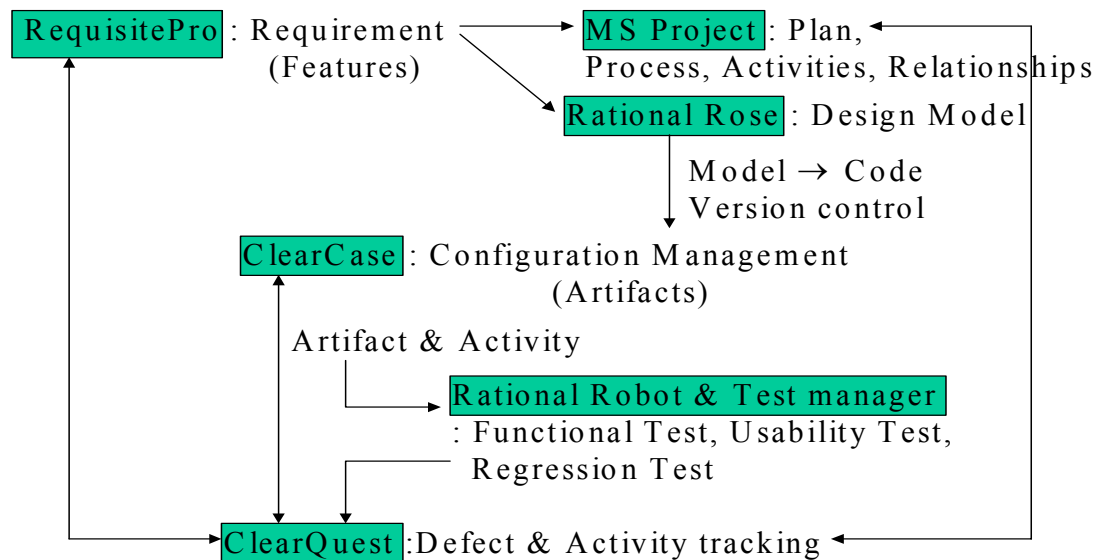 RequisitePro : Requirement
(Features)
MS Project : Plan,
Process, Activities, Relationships
Rational Rose : Design Model
Model → Code
Version control
ClearCase : Configuration Management
(Artifacts)
Artifact & Activity
Rational Robot & Test manager
: Functional Test, Usability Test,
Regression Test
ClearQuest :Defect & Activity tracking